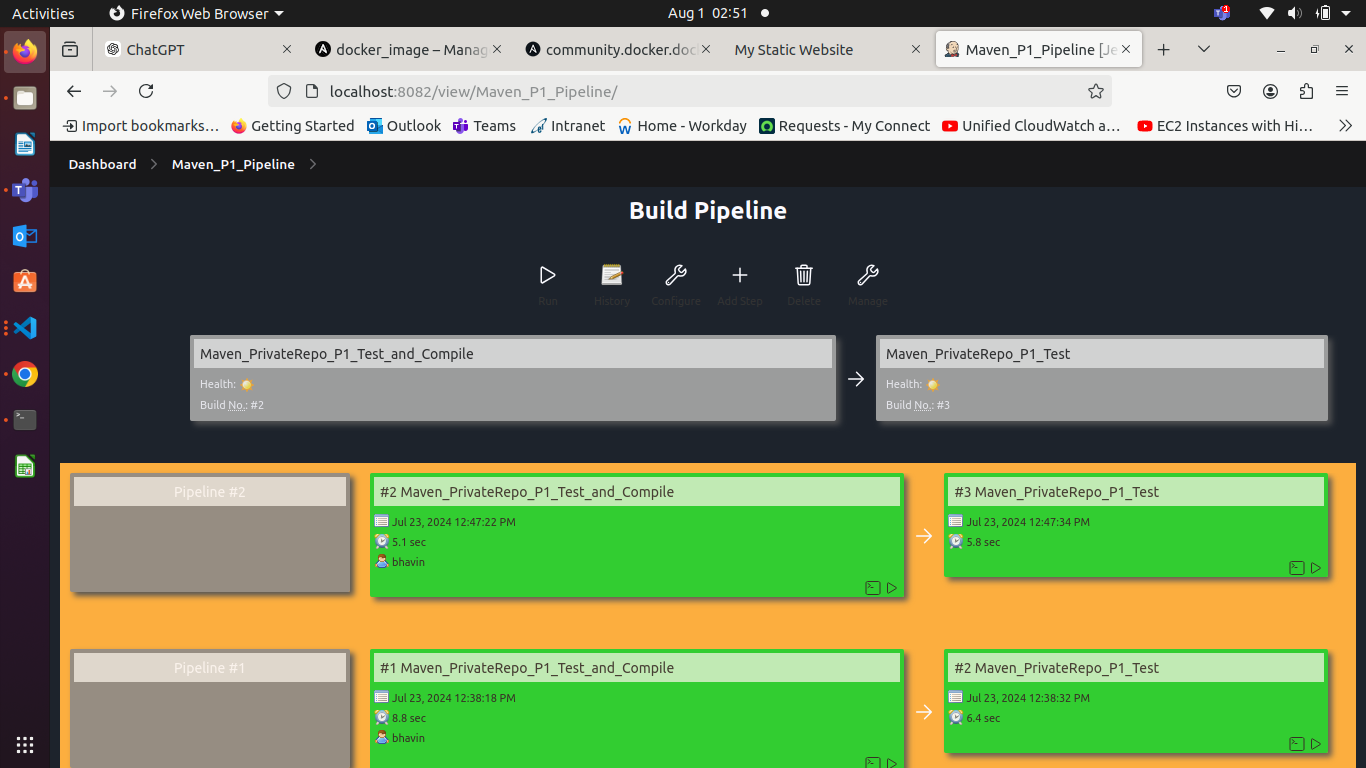 Activities
Firefox Web Browser
Aug 1 02:51
1
ChatGPT
docker_image – Manag
community.docker.doc
My Static Website
Maven_P1_Pipeline [Je
localhost:8082/view/Maven_P1_Pipeline/
Import bookmarks…
Getting Started
Outlook
Teams
Intranet
Home - Workday
Requests - My Connect
Unified CloudWatch a…
EC2 Instances with Hi…
Dashboard
Maven_P1_Pipeline
Build Pipeline
Run
History
Configure
Add Step
Delete
Manage
Maven_PrivateRepo_P1_Test_and_Compile
Health:
Build No.: #2
Maven_PrivateRepo_P1_Test
Health:
Build No.: #3
Pipeline #2
#2 Maven_PrivateRepo_P1_Test_and_Compile
Jul 23, 2024 12:47:22 PM
5.1 sec
bhavin
#3 Maven_PrivateRepo_P1_Test
Jul 23, 2024 12:47:34 PM
5.8 sec
Pipeline #1
#1 Maven_PrivateRepo_P1_Test_and_Compile
Jul 23, 2024 12:38:18 PM
8.8 sec
bhavin
#2 Maven_PrivateRepo_P1_Test
Jul 23, 2024 12:38:32 PM
6.4 sec